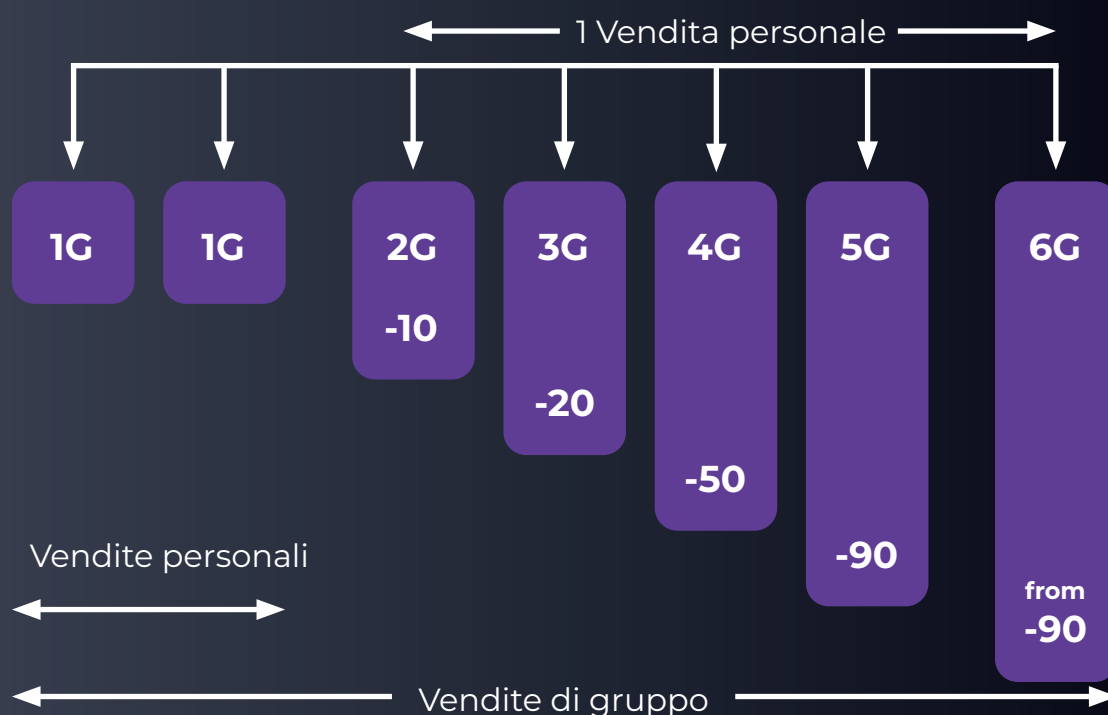 1 Vendita personale
1G 1G 2G 3G 4G 5G 6G
-10
-20
-50
-90
from
-90
Vendite personali
Vendite di gruppo